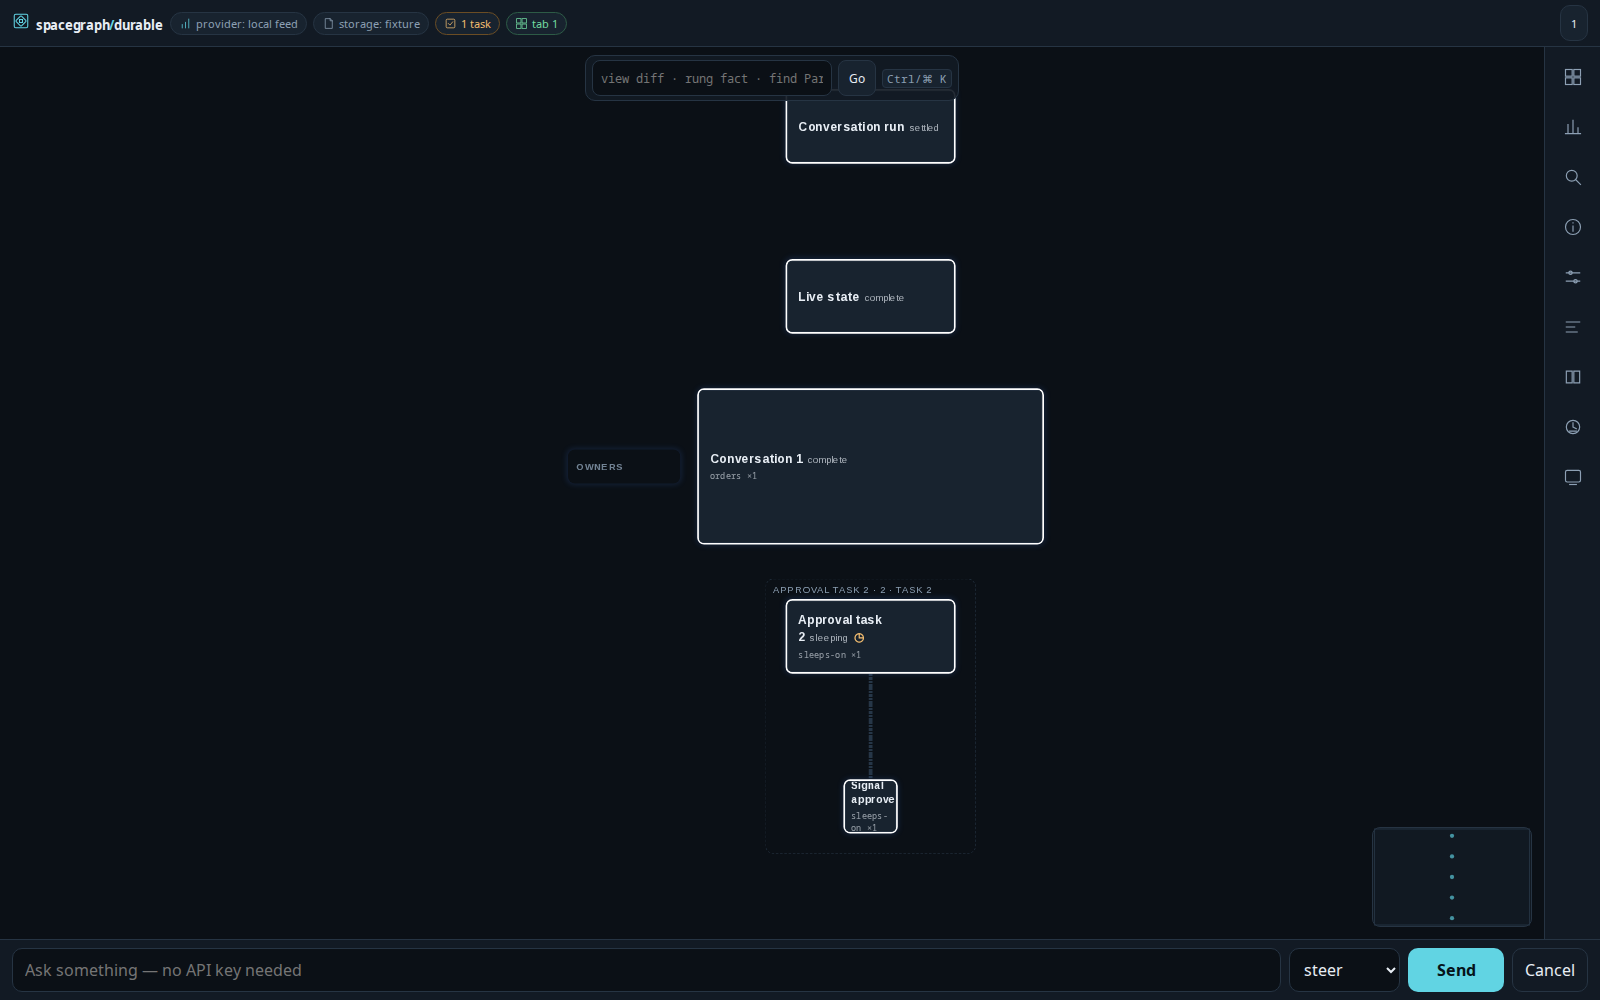 spacegraph/durable
provider: local feed
storage: fixture
1 task
tab 1
1
view diff · rung fact · find Par
Go
Ctrl/⌘ K
Conversation run settled
Live state complete
OWNERS
Conversation 1 complete
orders ×1
APPROVAL TASK 2 · 2 · TASK 2
Approval task
2 sleeping
sleeps-on ×1
Signal
approve
sleeps-
on ×1
Ask something — no API key needed
steer
Send
Cancel